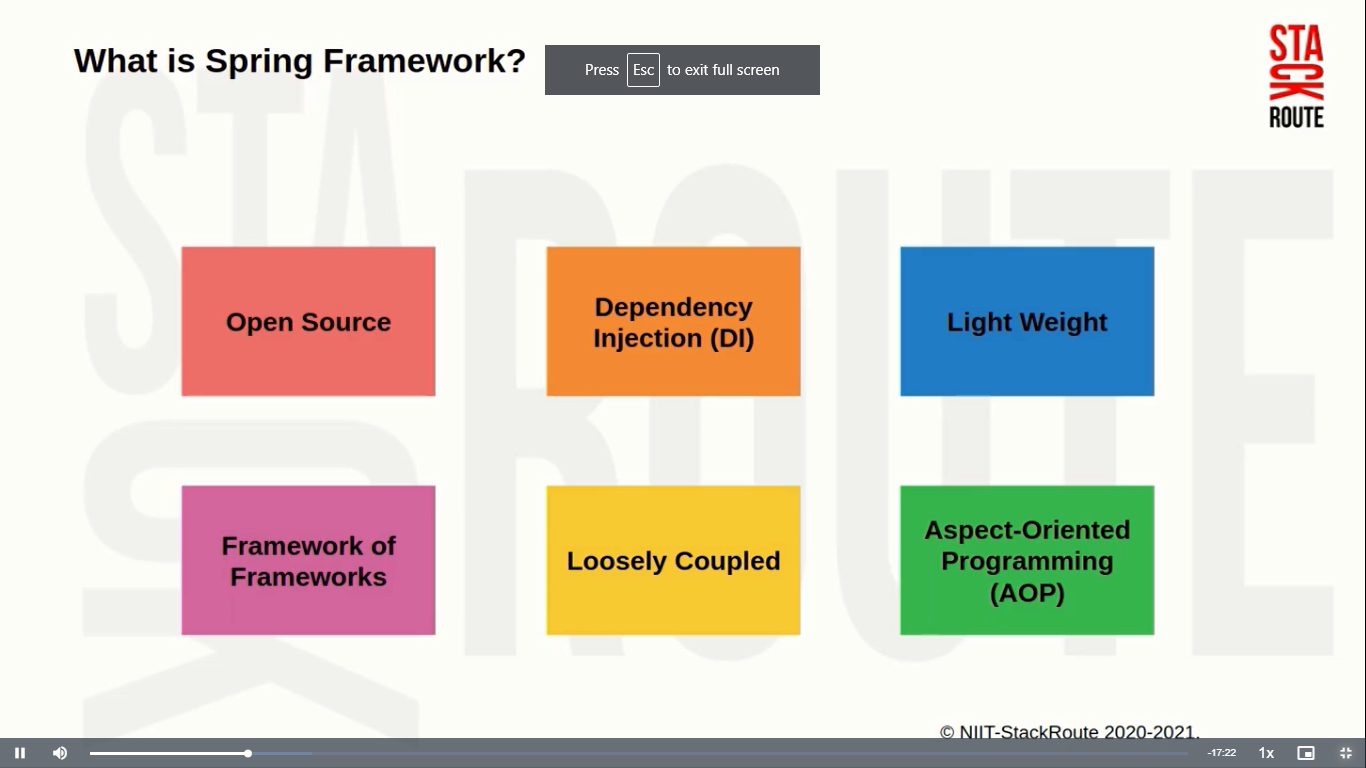 What is Spring Framework?
Press Esc to exit full screen
STA
CK
ROUTE
Open Source
Dependency
Injection (DI)
Light Weight
Framework of
Frameworks
Loosely Coupled
Aspect-Oriented
Programming
(AOP)
© NIIT-StackRoute 2020-2021.
-17:22
1x